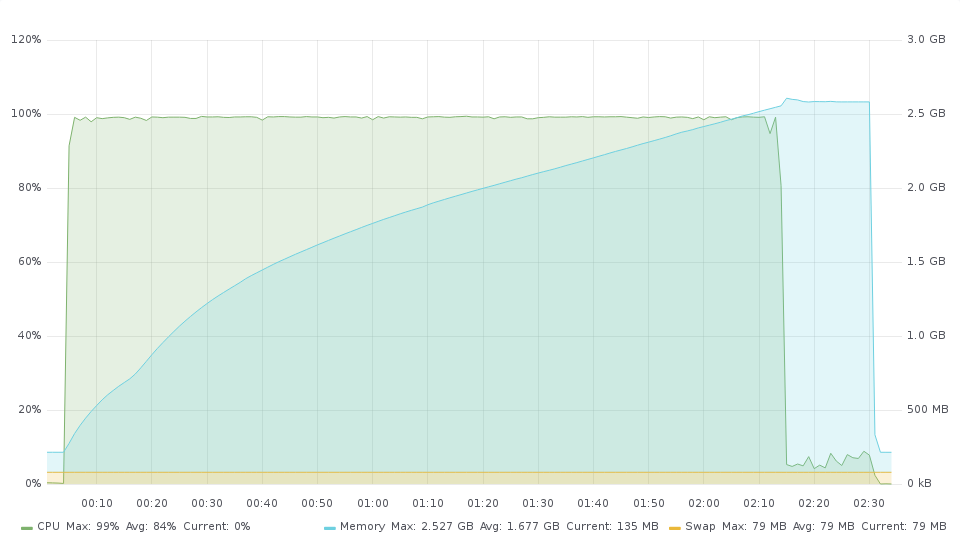 120% 3.0 GB
100% 2.5 GB
80% 2.0 GB
60% 1.5 GB
40% 1.0 GB
20% 500 MB
0% 0 kB
00:10 00:20 00:30 00:40 00:50 01:00 01:10 01:20 01:30 01:40 01:50 02:00 02:10 02:20 02:30
CPU Max: 99% Avg: 84% Current: 0% Memory Max: 2.527 GB Avg: 1.677 GB Current: 135 MB Swap Max: 79 MB Avg: 79 MB Current: 79 MB